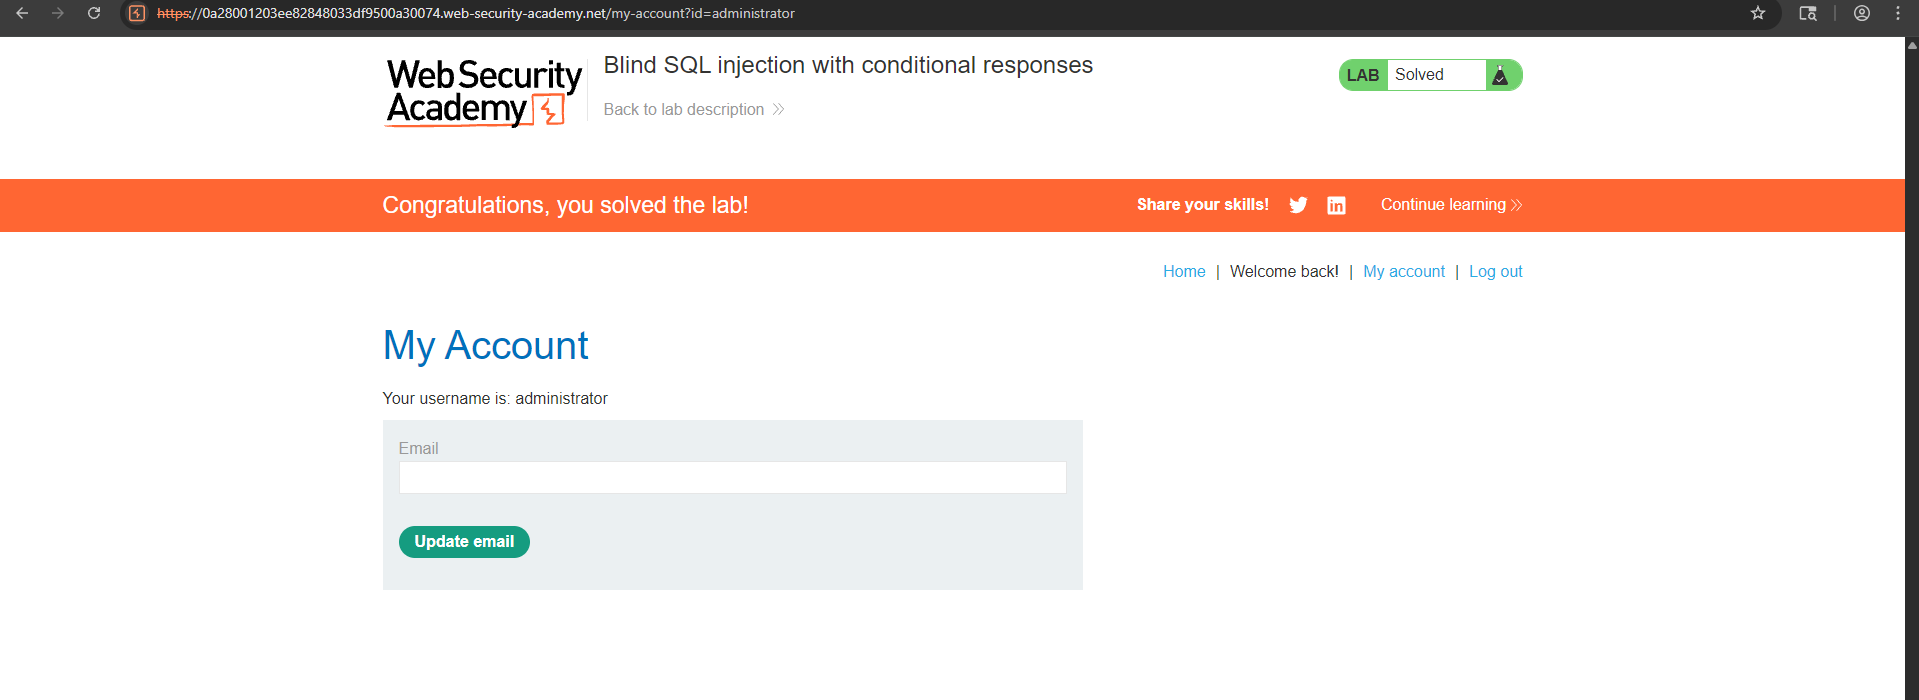 https://0a28001203ee82848033df9500a30074.web-security-academy.net/my-account?id=administrator
Web Security
Academy
Blind SQL injection with conditional responses
Back to lab description
LAB Solved
Congratulations, you solved the lab!
Share your skills!
Continue learning
Home | Welcome back! | My account | Log out
My Account
Your username is: administrator
Email
Update email